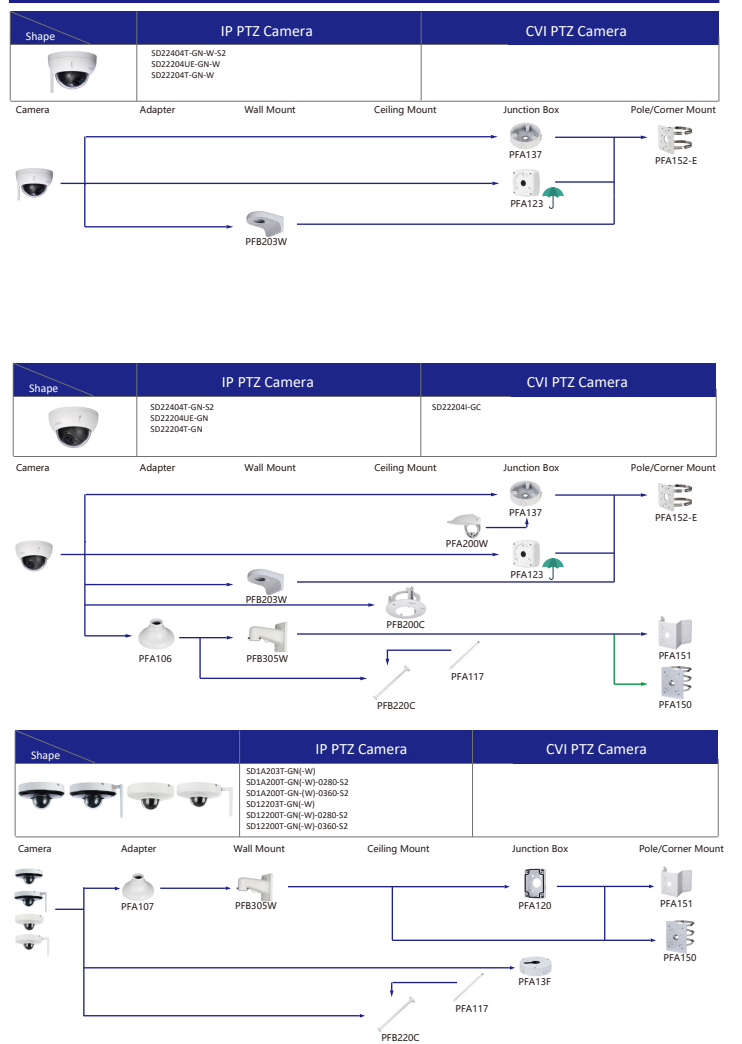 Shape
IP PTZ Camera
CVI PTZ Camera
SD22404T-GN-W-S2
SD22204UE-GN-W
SD22204T-GN-W
Camera Adapter Wall Mount Ceiling Mount Junction Box Pole/Corner Mount
PFA137
PFA152-E
PFA123
PFB203W
Shape
IP PTZ Camera
CVI PTZ Camera
SD22404T-GN-S2
SD22204UE-GN
SD22204T-GN
SD22204I-GC
Camera Adapter Wall Mount Ceiling Mount Junction Box Pole/Corner Mount
PFA137
PFA152-E
PFA200W
PFA123
PFB203W
PFB200C
PFA106
PFB305W
PFA151
PFA117
PFB220C
PFA150
Shape
IP PTZ Camera
CVI PTZ Camera
SD1A203T-GN(-W)
SD1A200T-GN(-W)-0280-S2
SD1A200T-GN-(W)-0360-S2
SD12203T-GN(-W)
SD12200T-GN(-W)-0280-S2
SD12200T-GN(-W)-0360-S2
Camera Adapter Wall Mount Ceiling Mount Junction Box Pole/Corner Mount
PFA107
PFB305W
PFA120
PFA151
PFA150
PFA13F
PFA117
PFB220C